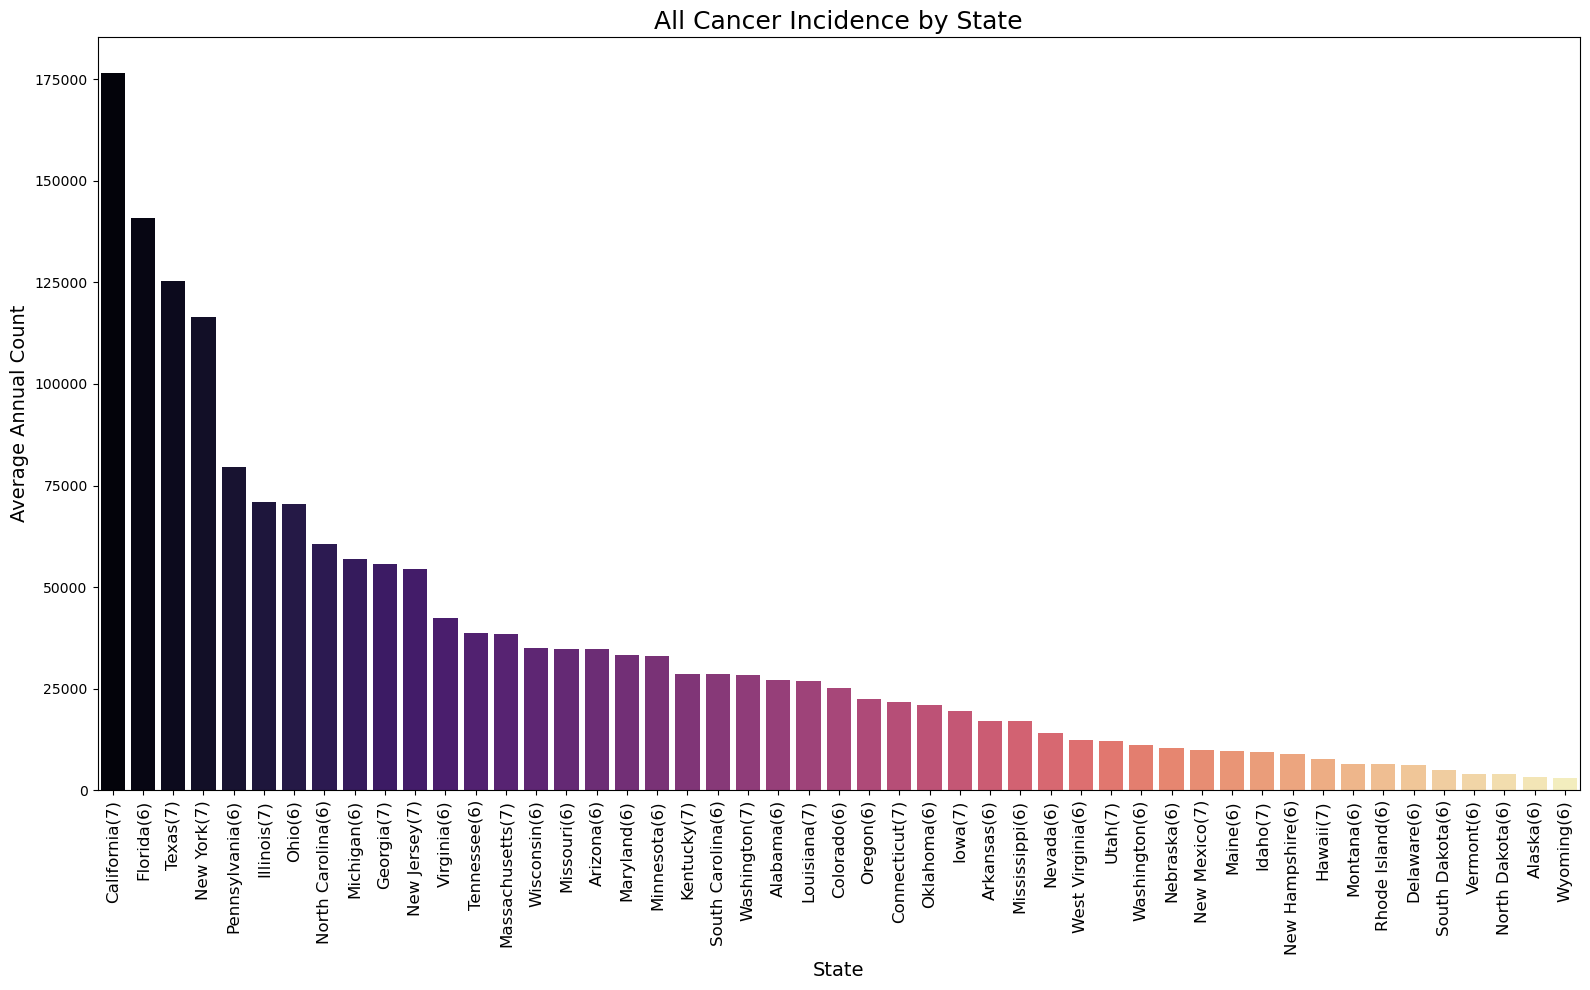 All Cancer Incidence by State
Average Annual Count
175000
150000
125000
100000
75000
50000
25000
0
California(7)
Florida(6)
Texas(7)
New York(7)
Pennsylvania(6)
Illinois(7)
Ohio(6)
North Carolina(6)
Michigan(6)
Georgia(7)
New Jersey(7)
Virginia(6)
Tennessee(6)
Massachusetts(7)
Wisconsin(6)
Missouri(6)
Arizona(6)
Maryland(6)
Minnesota(6)
Kentucky(7)
South Carolina(6)
Washington(7)
Alabama(6)
Louisiana(7)
Colorado(6)
Oregon(6)
Connecticut(7)
Oklahoma(6)
Iowa(7)
Arkansas(6)
Mississippi(6)
Nevada(6)
West Virginia(6)
Utah(7)
Washington(6)
Nebraska(6)
New Mexico(7)
Maine(6)
Idaho(7)
New Hampshire(6)
Hawaii(7)
Montana(6)
Rhode Island(6)
Delaware(6)
South Dakota(6)
Vermont(6)
North Dakota(6)
Alaska(6)
Wyoming(6)
State